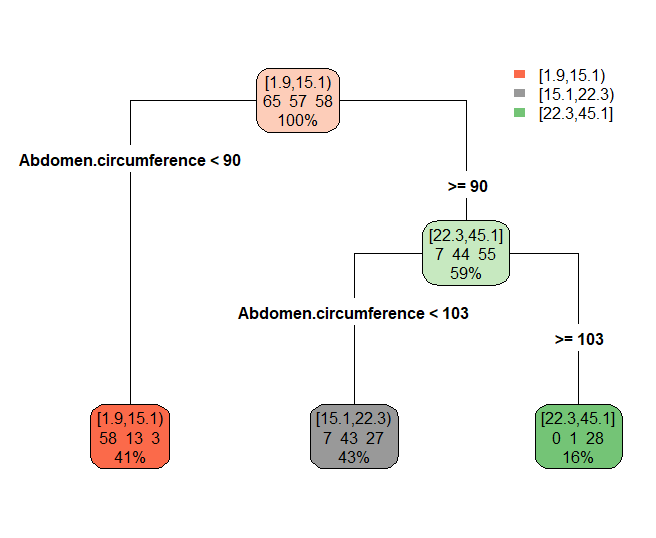 [1.9,15.1)
65 57 58
100%
[1.9,15.1)
[15.1,22.3)
[22.3,45.1]
Abdomen.circumference < 90
>= 90
[22.3,45.1]
7 44 55
59%
Abdomen.circumference < 103
>= 103
[1.9,15.1)
58 13 3
41%
[15.1,22.3)
7 43 27
43%
[22.3,45.1]
0 1 28
16%